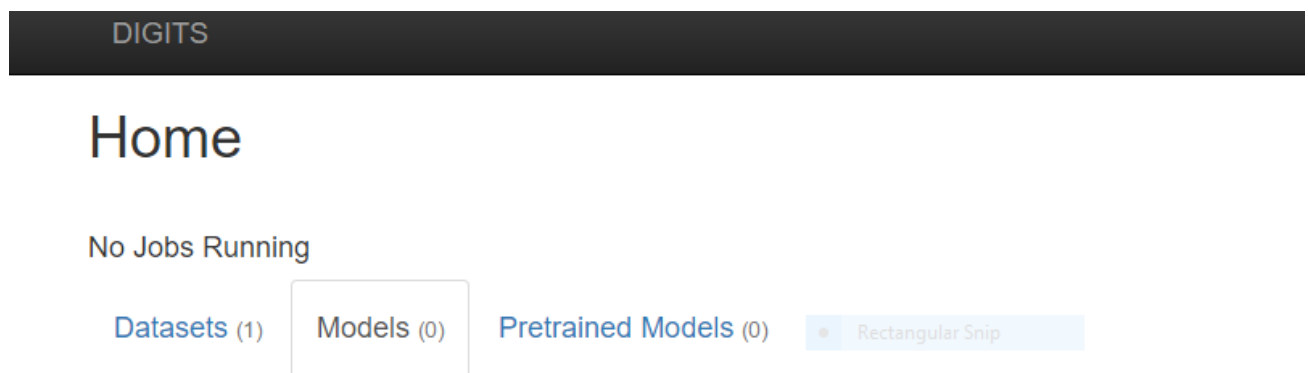 DIGITS
Home
No Jobs Running
Datasets (1) Models (0) Pretrained Models (0) Rectangular Snip